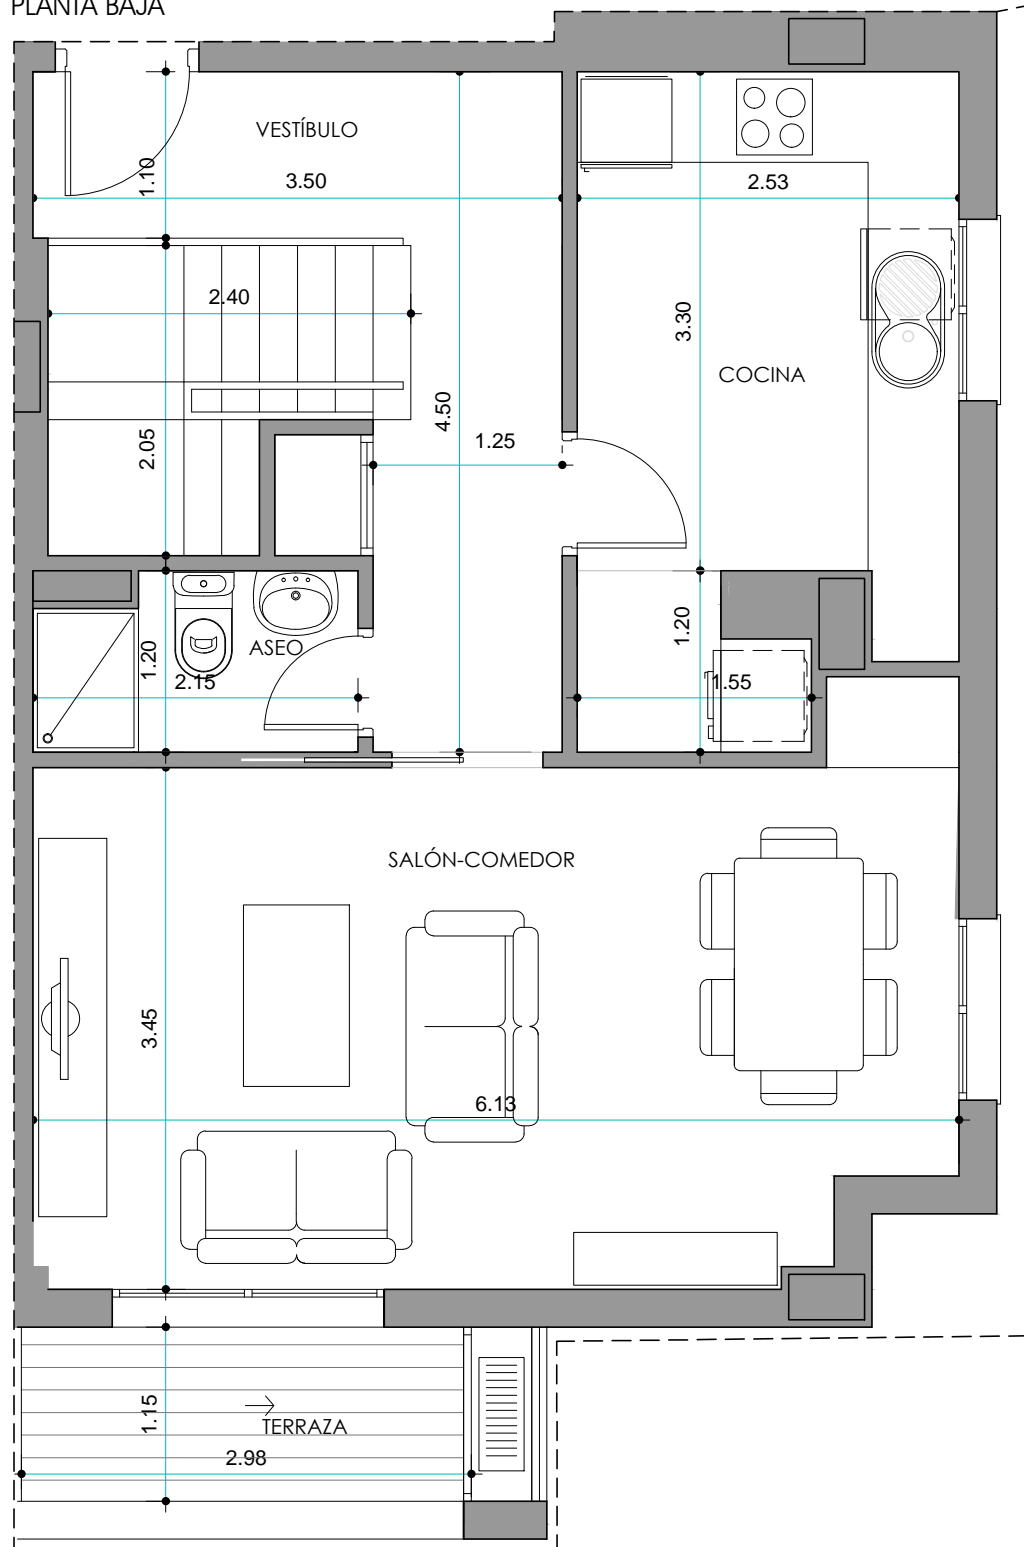 PLANTA BAJA
VESTÍBULO
1.10
3.50
2.53
2.40
3.30
COCINA
4.50
2.05
1.25
1.20
ASEO
2.15
1.20
1.55
SALÓN-COMEDOR
3.45
6.13
1.15
TERRAZA
2.98